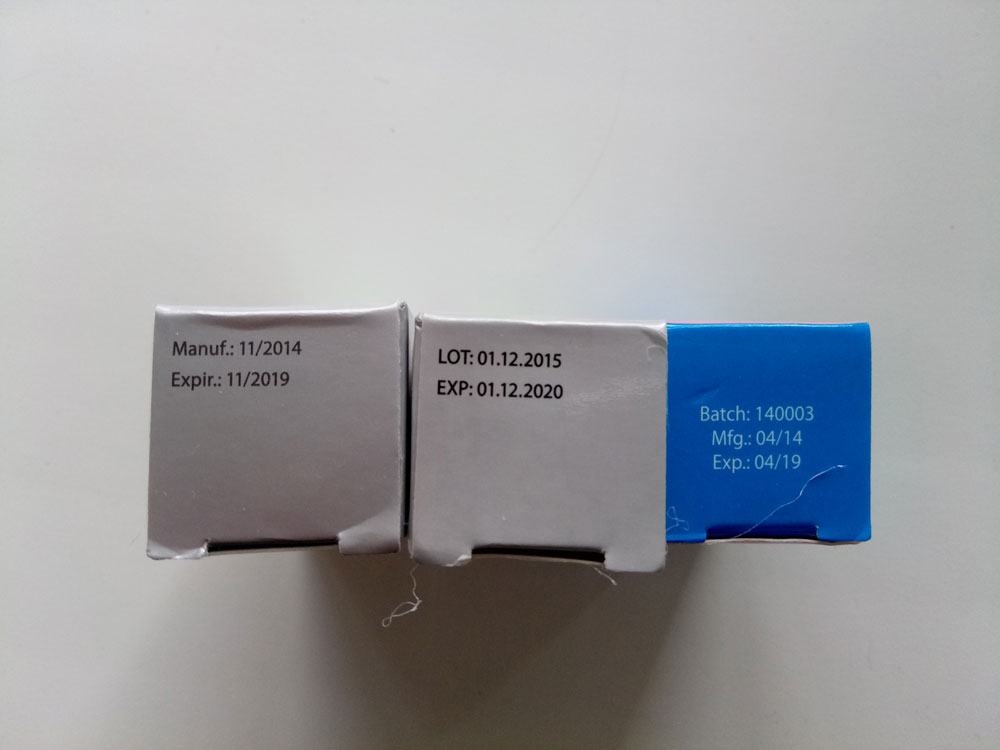 Manuf.: 11/2014
Expir.: 11/2019
LOT: 01.12.2015
EXP: 01.12.2020
Batch: 140003
Mfg.: 04/14
Exp.: 04/19